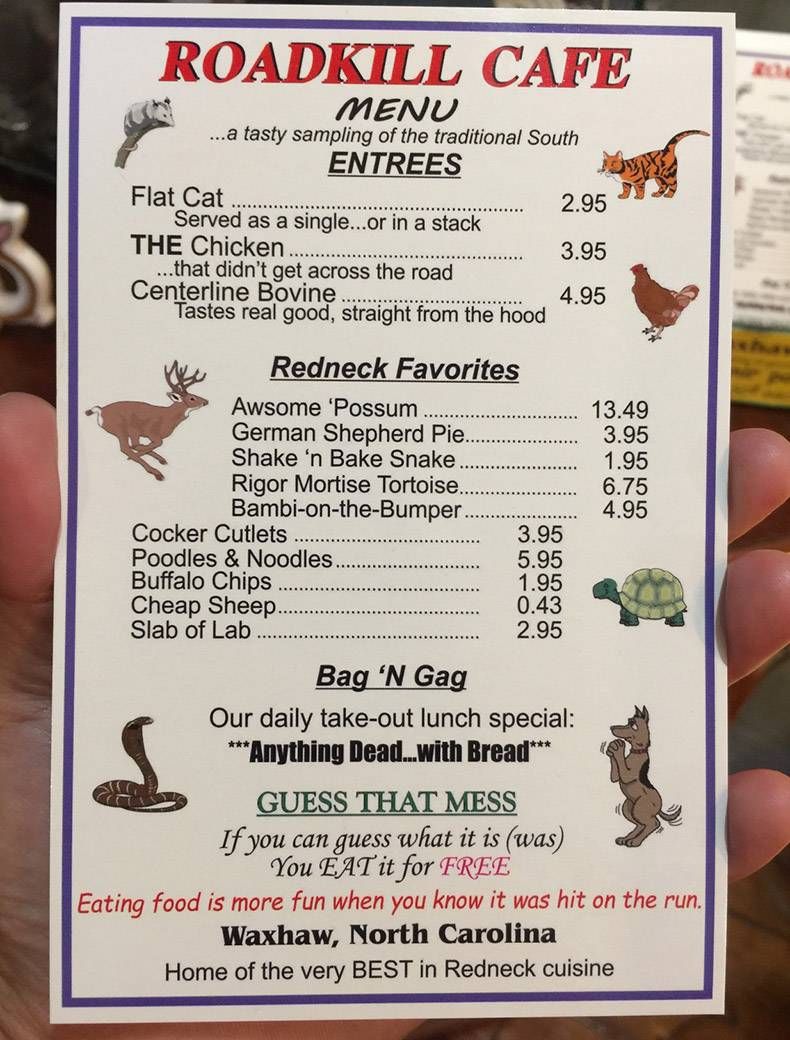 ROADKILL CAFE
MENU
...a tasty sampling of the traditional South
ENTREES
Flat Cat ................................................ 2.95
Served as a single...or in a stack
THE Chicken ...................................... 3.95
...that didn't get across the road
Centerline Bovine .............................. 4.95
Tastes real good, straight from the hood
Redneck Favorites
Awsome 'Possum .......................... 13.49
German Shepherd Pie................... 3.95
Shake 'n Bake Snake .................... 1.95
Rigor Mortise Tortoise.................... 6.75
Bambi-on-the-Bumper ................... 4.95
Cocker Cutlets ............................... 3.95
Poodles & Noodles........................ 5.95
Buffalo Chips .................................. 1.95
Cheap Sheep.................................. 0.43
Slab of Lab ..................................... 2.95
Bag 'N Gag
Our daily take-out lunch special:
***Anything Dead...with Bread***
GUESS THAT MESS
If you can guess what it is (was)
You EAT it for FREE
Eating food is more fun when you know it was hit on the run.
Waxhaw, North Carolina
Home of the very BEST in Redneck cuisine